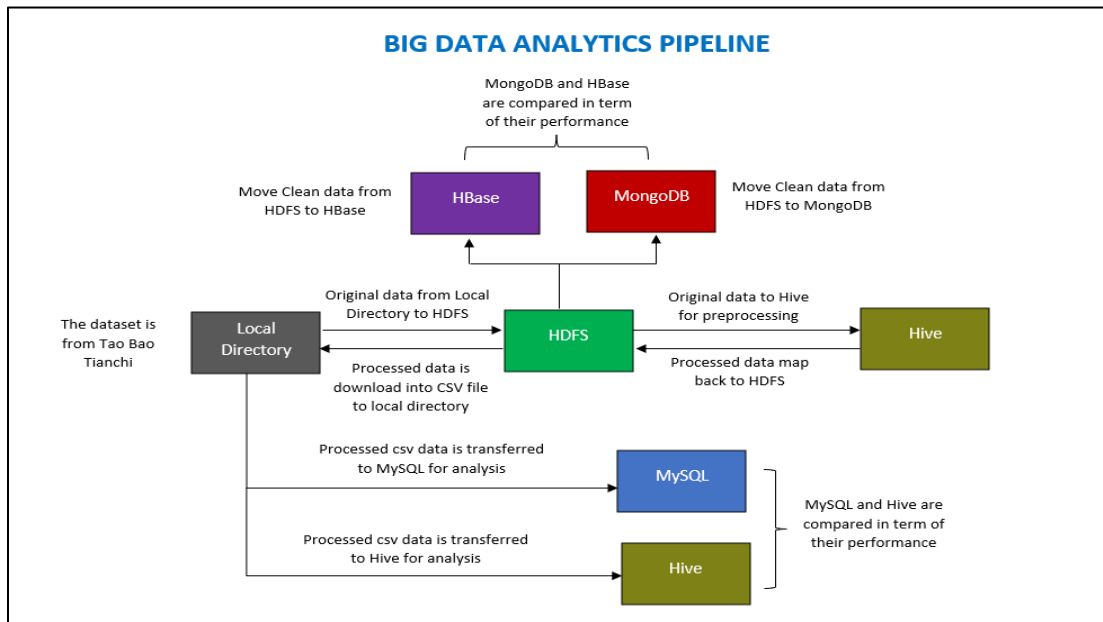 BIG DATA ANALYTICS PIPELINE
MongoDB and HBase
are compared in term
of their performance
Move Clean data from
HDFS to HBase
HBase
MongoDB
Move Clean data from
HDFS to MongoDB
The dataset is
from Tao Bao
Tianchi
Local
Directory
Original data from Local
Directory to HDFS
Processed data is
download into CSV file
to local directory
HDFS
Original data to Hive
for preprocessing
Processed data map
back to HDFS
Hive
Processed csv data is transferred
to MySQL for analysis
MySQL
Processed csv data is transferred
to Hive for analysis
Hive
MySQL and Hive are
compared in term of
their performance